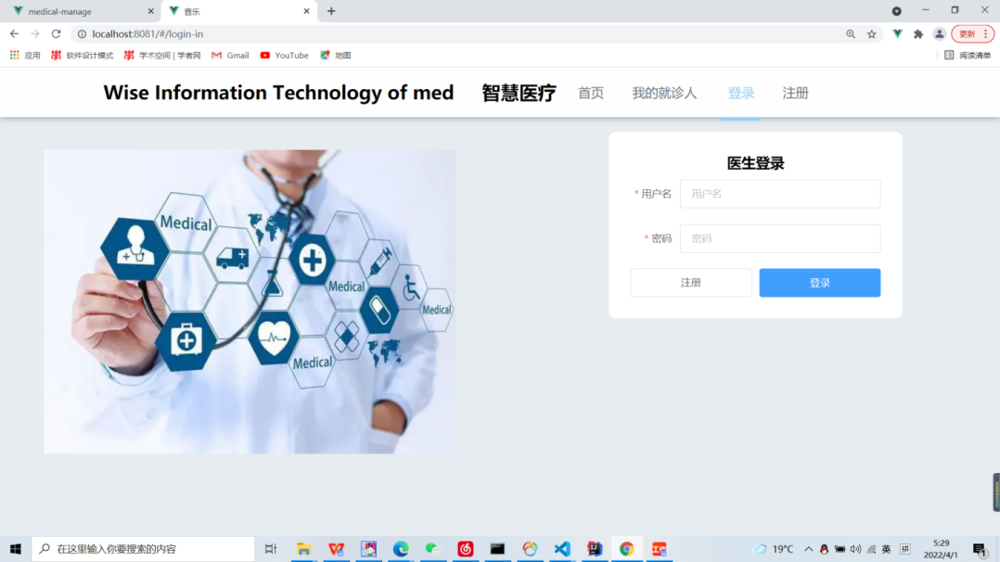 medical-manage
音乐
localhost:8081/#/login-in
更新
应用
软件设计模式
学术空间 | 学者网
Gmail
YouTube
地图
阅读清单
Wise Information Technology of med 智慧医疗 首页 我的就诊人 登录 注册
医生登录
* 用户名 用户名
* 密码 密码
注册 登录
Medical
Medical
Medical
Medical
在这里输入你要搜索的内容
19°C
英
拼
5:29
2022/4/1
1